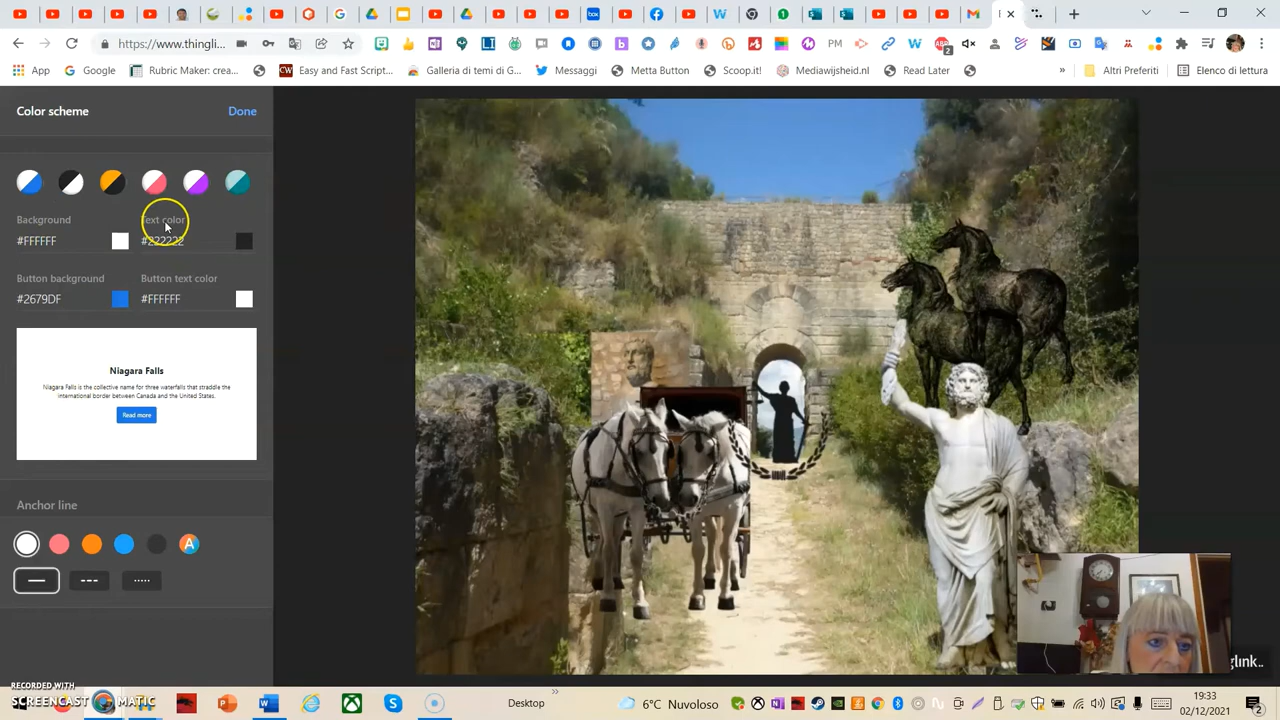 https://www.thingli
PM
2
App
Google
Rubric Maker: crea...
Easy and Fast Script...
Galleria di temi di G...
Messaggi
Metta Button
Scoop.it!
Mediawijsheid.nl
Read Later
»
Altri Preferiti
Elenco di lettura
Color scheme
Done
Background
Text color
#FFFFFF
#222222
Button background
Button text color
#2679DF
#FFFFFF
Niagara Falls
Niagara Falls is the collective name for three waterfalls that straddle the
international border between Canada and the United States.
Read more
Anchor line
A
RECORDED WITH
SCREENCAST MATIC
glink..
Desktop
»
6°C Nuvoloso
19:33
02/12/2021
2